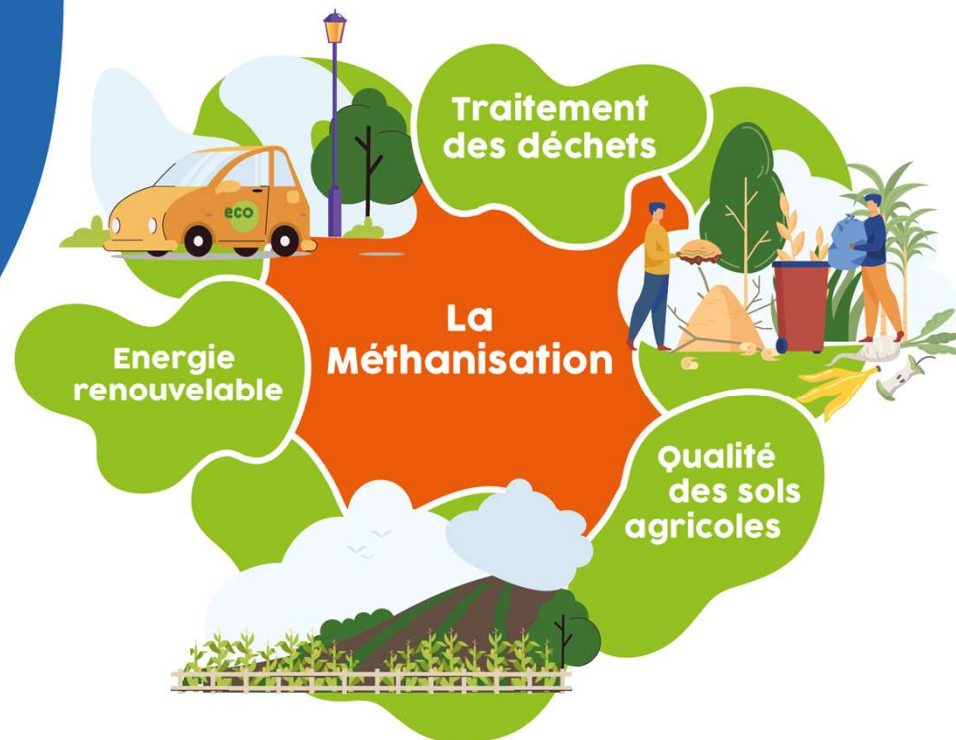 Traitement
des déchets
eco
La
Méthanisation
Energie
renouvelable
Qualité
des sols
agricoles